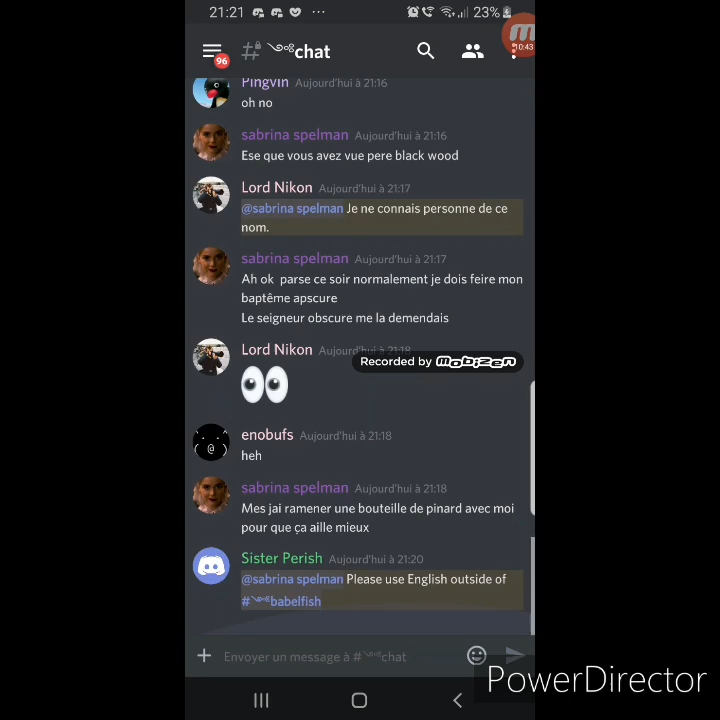 21:21 23%
96
# chat
10:43
Pingvin Aujourd'hui à 21:16
oh no
sabrina spelman Aujourd'hui à 21:16
Ese que vous avez vue pere black wood
Lord Nikon Aujourd'hui à 21:17
@sabrina spelman Je ne connais personne de ce
nom.
sabrina spelman Aujourd'hui à 21:17
Ah ok parse ce soir normalement je dois feire mon
baptême apscure
Le seigneur obscure me la demendais
Lord Nikon Aujourd'hui à 21:18
Recorded by mobizen
enobufs Aujourd'hui à 21:18
heh
sabrina spelman Aujourd'hui à 21:18
Mes jai ramener une bouteille de pinard avec moi
pour que ça aille mieux
Sister Perish Aujourd'hui à 21:20
@sabrina spelman Please use English outside of
# babelfish
Envoyer un message à # chat
PowerDirector